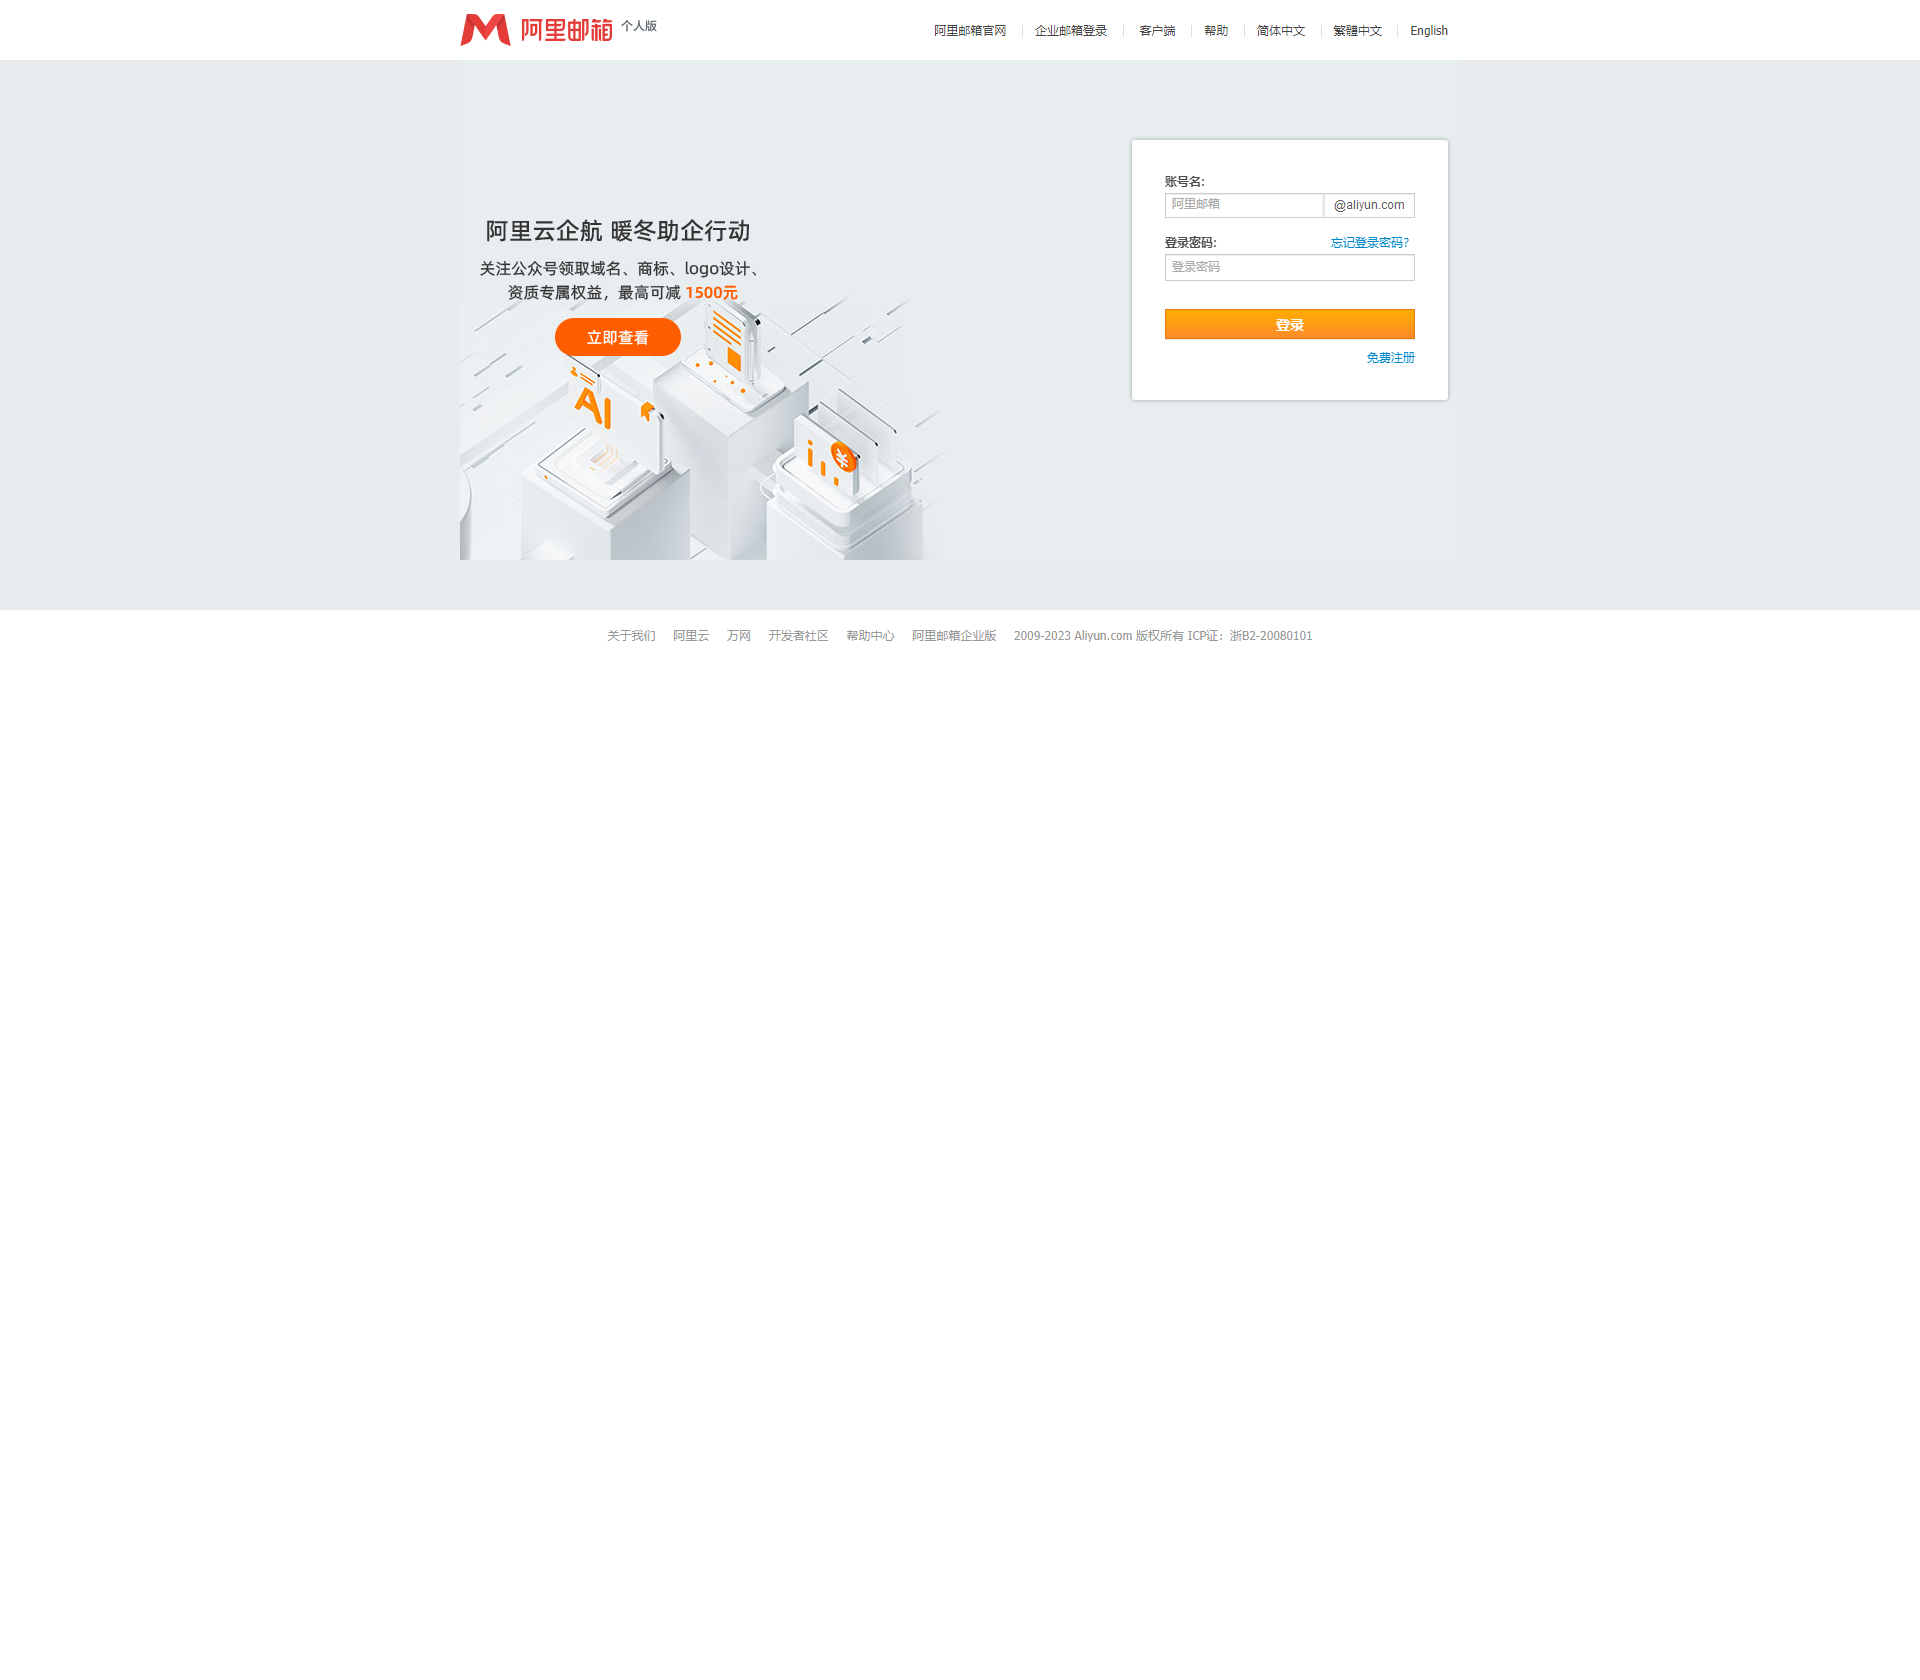 阿里邮箱 个人版
阿里邮箱官网 企业邮箱登录 客户端 帮助 简体中文 繁體中文 English
阿里云企航 暖冬助企行动
关注公众号领取域名、商标、logo设计、
资质专属权益，最高可减 1500元
立即查看
AI
账号名:
阿里邮箱 @aliyun.com
登录密码: 忘记登录密码?
登录密码
登录
免费注册
关于我们 阿里云 万网 开发者社区 帮助中心 阿里邮箱企业版 2009-2023 Aliyun.com 版权所有 ICP证：浙B2-20080101